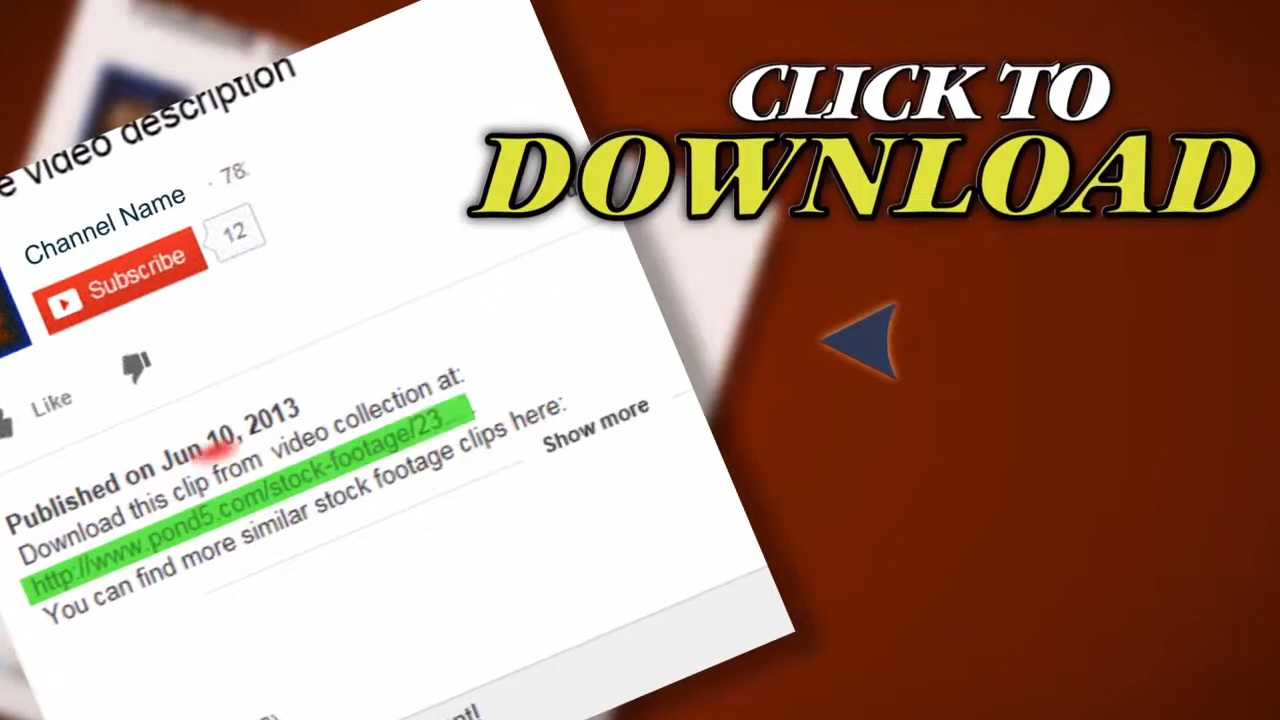 CLICK TO
DOWNLOAD
e video description
Channel Name
78
Subscribe
12
Like
Published on Jun 10, 2013
Download this clip from video collection at:
http://www.pond5.com/stock-footage/23
You can find more similar stock footage clips here:
Show more